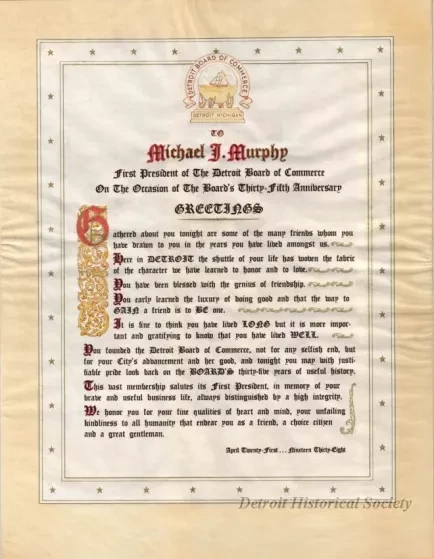 DETROIT BOARD OF COMMERCE
DETROIT MICHIGAN
TO
Michael J. Murphy
First President of The Detroit Board of Commerce
On The Occasion of The Board's Thirty-Fifth Anniversary
GREETINGS
Gathered about you tonight are some of the many friends whom you
have drawn to you in the years you have lived amongst us.
Here in DETROIT the shuttle of your life has woven the fabric
of the character we have learned to honor and to love.
You have been blessed with the genius of friendship.
You early learned the luxury of doing good and that the way to
GAIN a friend is to BE one.
It is fine to think you have lived LONG but it is more impor-
tant and gratifying to know that you have lived WELL.
You founded the Detroit Board of Commerce, not for any selfish end, but
for your City's advancement and her good, and tonight you may with justi-
fiable pride look back on the BOARD'S thirty-five years of useful history.
This vast membership salutes its First President, in memory of your
brave and useful business life, always distinguished by a high integrity.
We honor you for your fine qualities of heart and mind, your unfailing
kindliness to all humanity that endear you as a friend, a choice citizen
and a great gentleman.
April Twenty-First . . . Nineteen Thirty-Eight
Detroit Historical Society